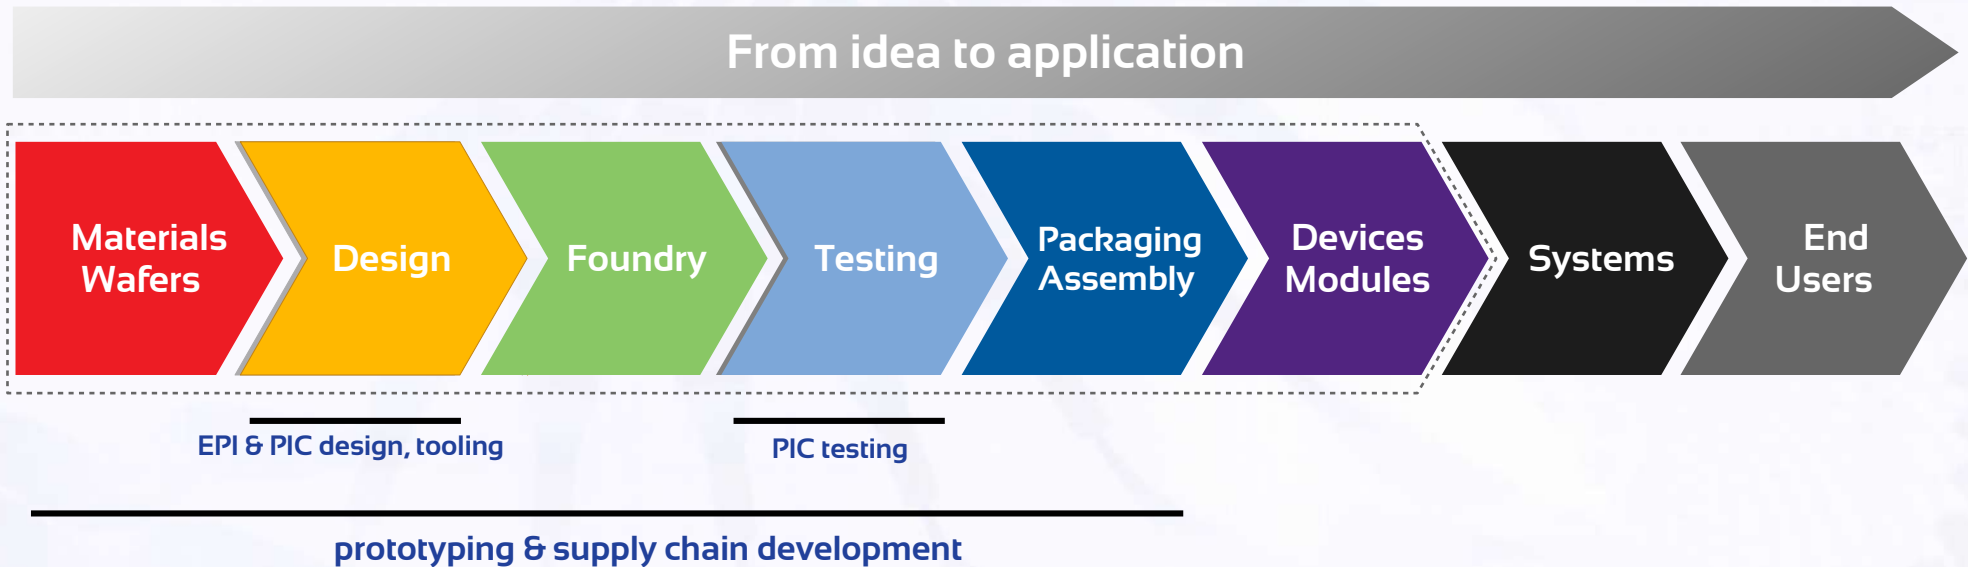 From idea to application
Materials
Wafers
Design
Foundry
Testing
Packaging
Assembly
Devices
Modules
Systems
End
Users
EPI & PIC design, tooling
PIC testing
prototyping & supply chain development